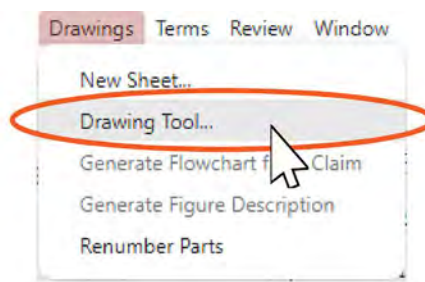 Drawings Terms Review Window
New Sheet...
Drawing Tool...
Generate Flowchart f Claim
Generate Figure Description
Renumber Parts